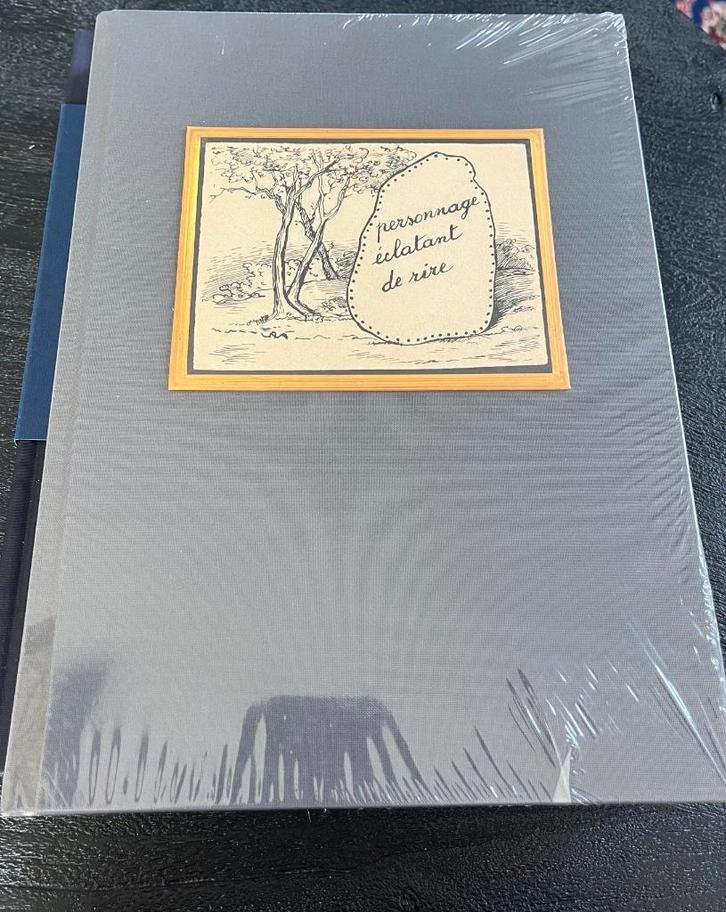 personnage
éclatant
de rire